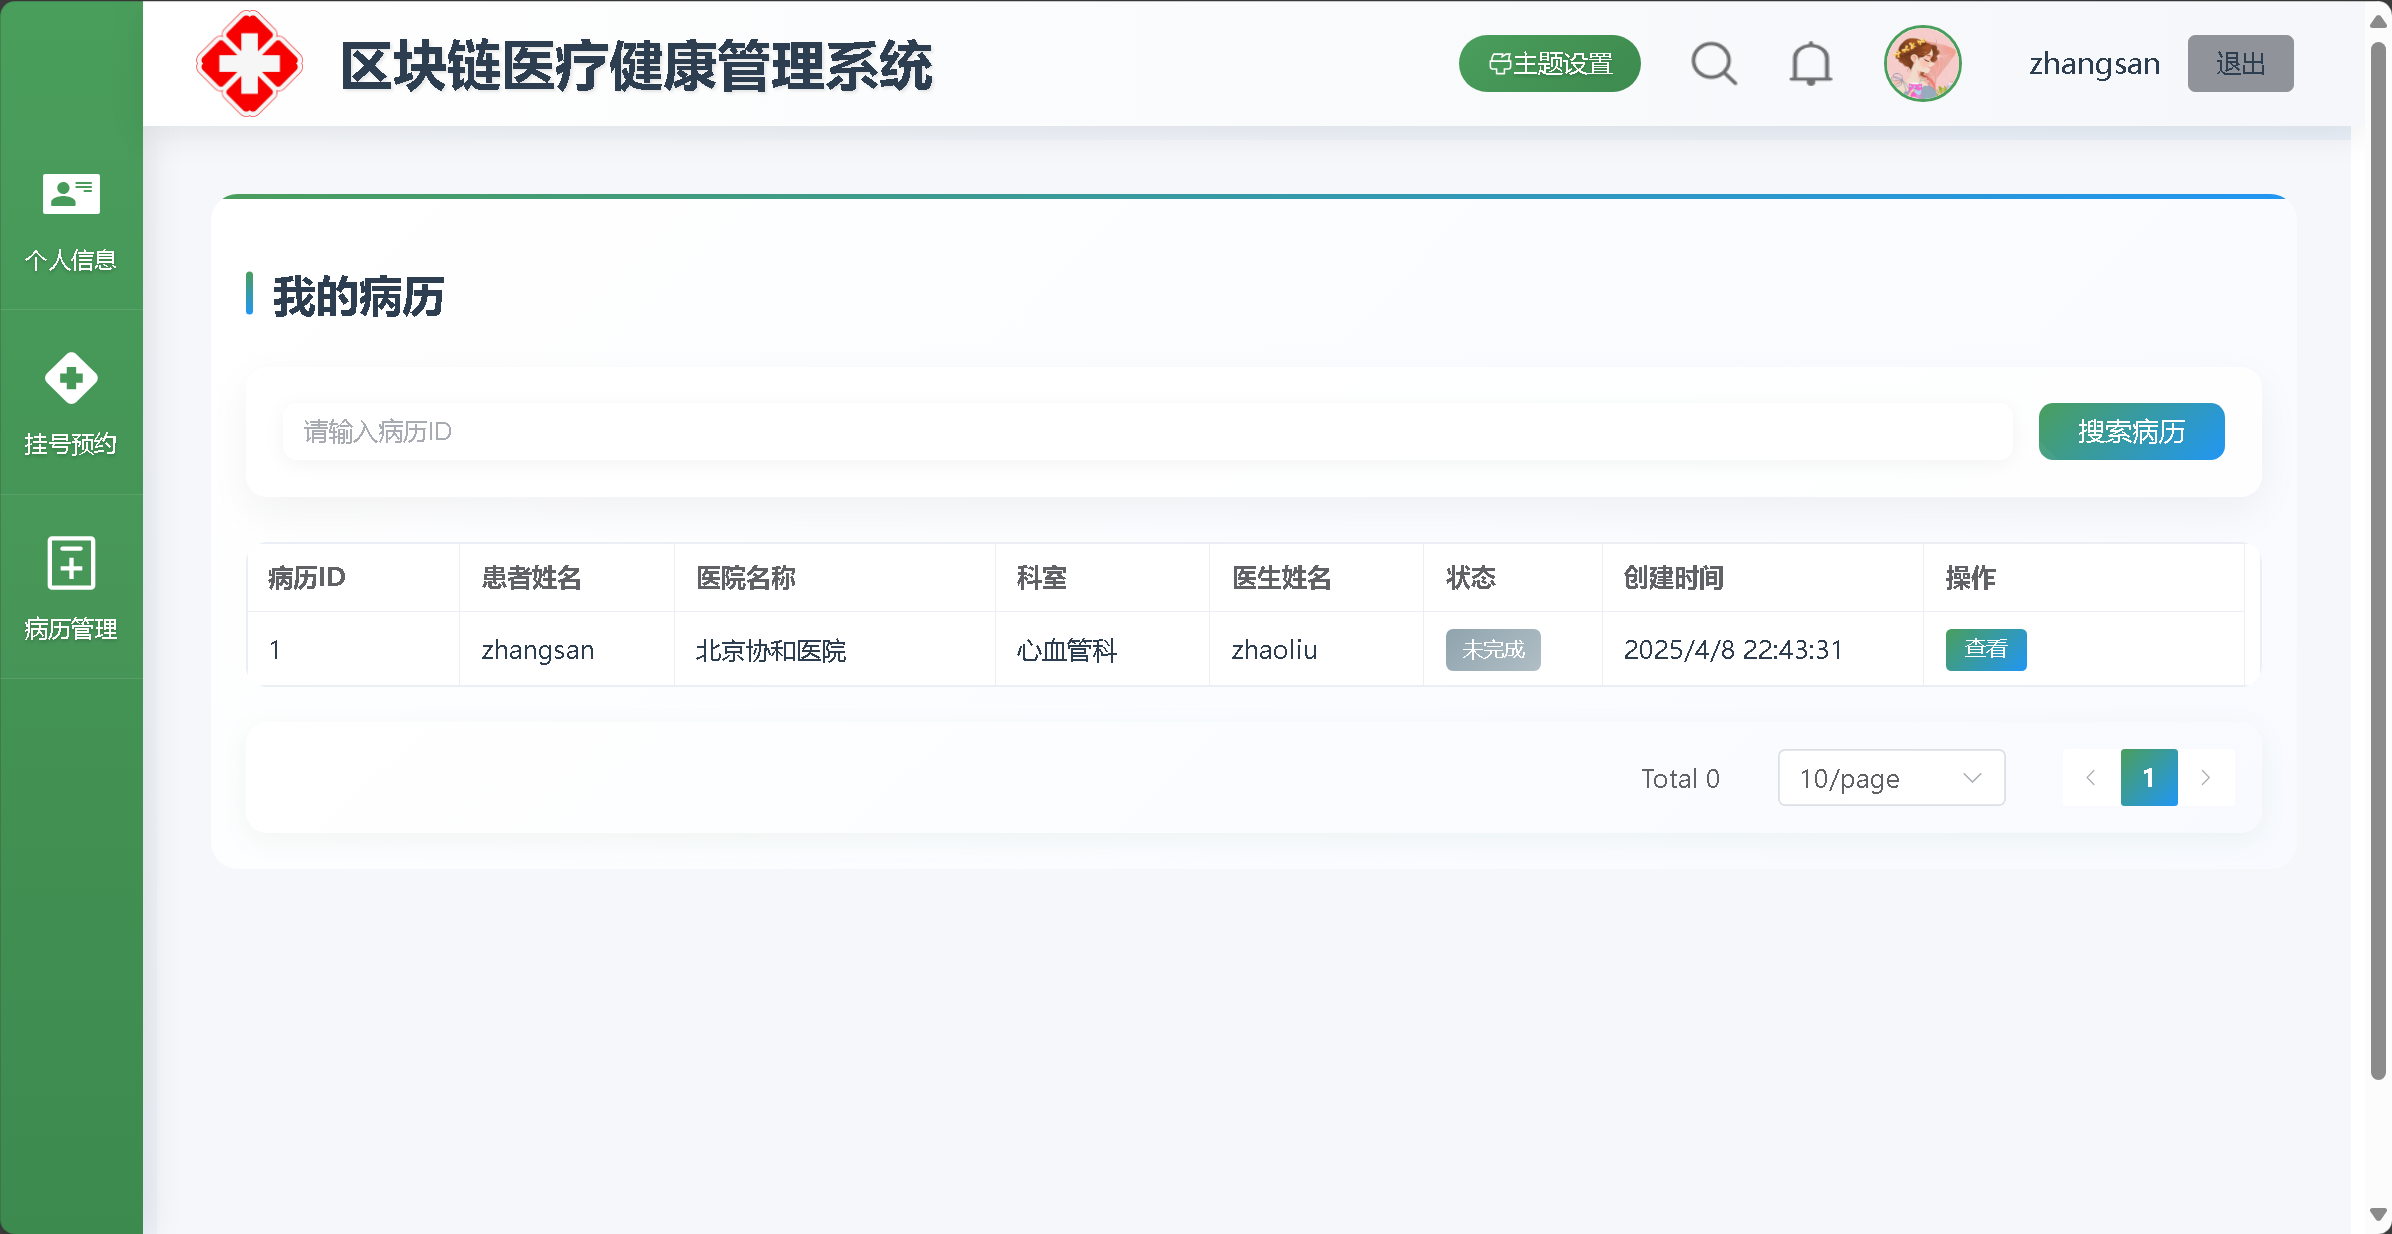 区块链医疗健康管理系统
主题设置
zhangsan
退出
个人信息
挂号预约
病历管理
我的病历
请输入病历ID
搜索病历
病历ID 患者姓名 医院名称 科室 医生姓名 状态 创建时间 操作
1 zhangsan 北京协和医院 心血管科 zhaoliu 未完成 2025/4/8 22:43:31 查看
Total 0 10/page 1